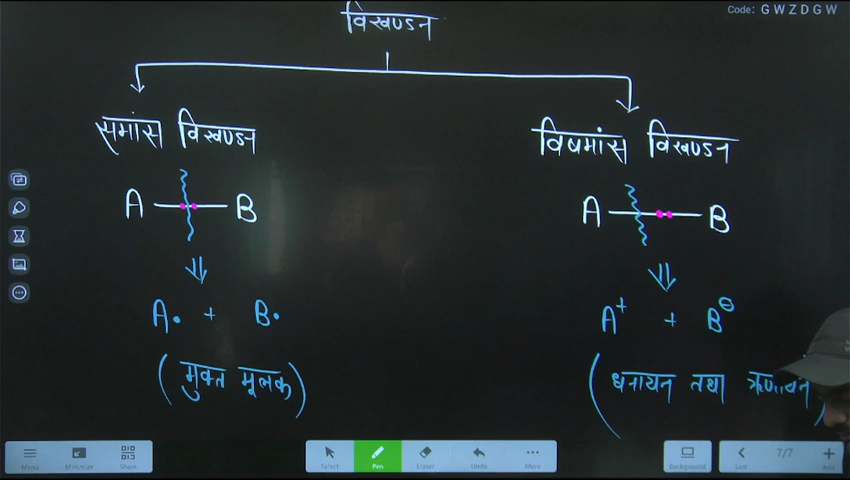 Code: G W Z D G W
विखण्डन
समांस विखण्डन
विषमांस विखण्डन
A — B
A — B
⇓
⇓
A• + B•
A⁺ + B⊖
(मुक्त मूलक)
(धनायन तथा ऋणायन)
Menu Minimize Share Select Pen Eraser Undo More Background Last 7/7 Add